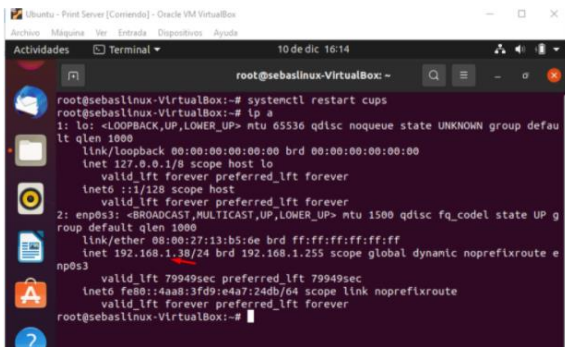 Ubuntu - Print Server [Corriendo] - Oracle VM VirtualBox
Archivo Máquina Ver Entrada Dispositivos Ayuda
Actividades Terminal 10 de dic 16:14
root@sebaslinux-VirtualBox: ~
root@sebaslinux-VirtualBox:~# systemctl restart cups
root@sebaslinux-VirtualBox:~# ip a
1: lo: <LOOPBACK,UP,LOWER_UP> mtu 65536 qdisc noqueue state UNKNOWN group defau
lt qlen 1000
link/loopback 00:00:00:00:00:00 brd 00:00:00:00:00:00
inet 127.0.0.1/8 scope host lo
valid_lft forever preferred_lft forever
inet6 ::1/128 scope host
valid_lft forever preferred_lft forever
2: enp0s3: <BROADCAST,MULTICAST,UP,LOWER_UP> mtu 1500 qdisc fq_codel state UP g
roup default qlen 1000
link/ether 08:00:27:13:b5:6e brd ff:ff:ff:ff:ff:ff
inet 192.168.1.38/24 brd 192.168.1.255 scope global dynamic noprefixroute e
np0s3
valid_lft 79949sec preferred_lft 79949sec
inet6 fe80::4aa8:3fd9:e4a7:24db/64 scope link noprefixroute
valid_lft forever preferred_lft forever
root@sebaslinux-VirtualBox:~#